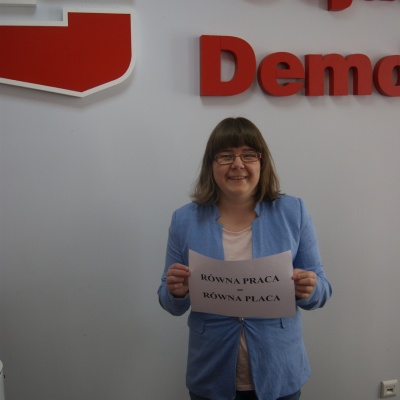 Demo
RÓWNA PRACA
=
RÓWNA PŁACA